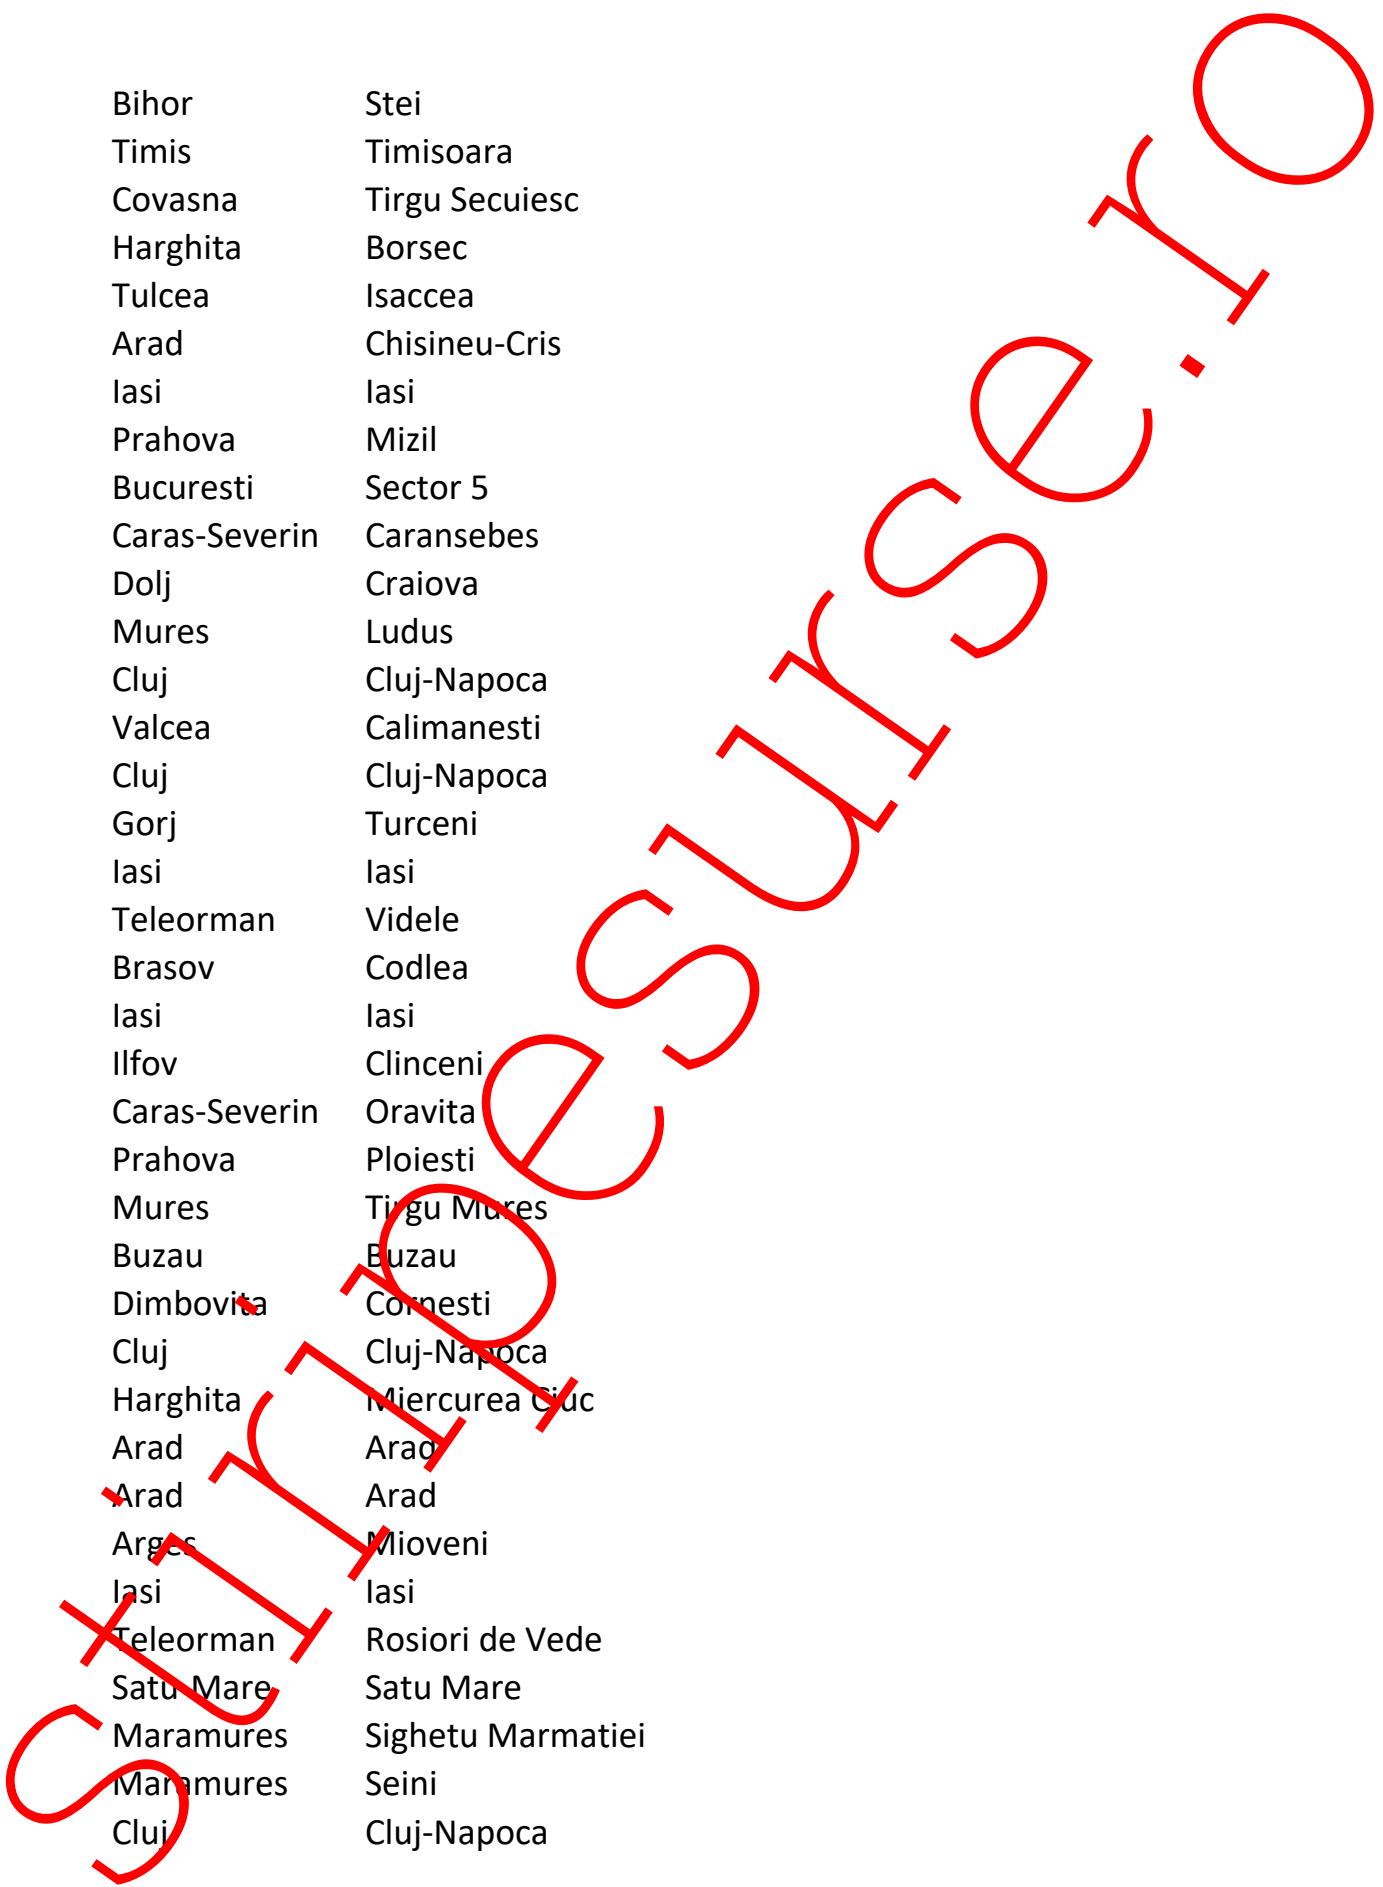 Bihor Stei
Timis Timisoara
Covasna Tirgu Secuiesc
Harghita Borsec
Tulcea Isaccea
Arad Chisineu-Cris
Iasi Iasi
Prahova Mizil
Bucuresti Sector 5
Caras-Severin Caransebes
Dolj Craiova
Mures Ludus
Cluj Cluj-Napoca
Valcea Calimanesti
Cluj Cluj-Napoca
Gorj Turceni
Iasi Iasi
Teleorman Videle
Brasov Codlea
Iasi Iasi
Ilfov Clinceni
Caras-Severin Oravita
Prahova Ploiesti
Mures Tirgu Mures
Buzau Buzau
Dimbovita Cornesti
Cluj Cluj-Napoca
Harghita Miercurea Ciuc
Arad Arad
Arad Arad
Arges Mioveni
Iasi Iasi
Teleorman Rosiori de Vede
Satu Mare Satu Mare
Maramures Sighetu Marmatiei
Maramures Seini
Cluj Cluj-Napoca
stiripesurse.ro